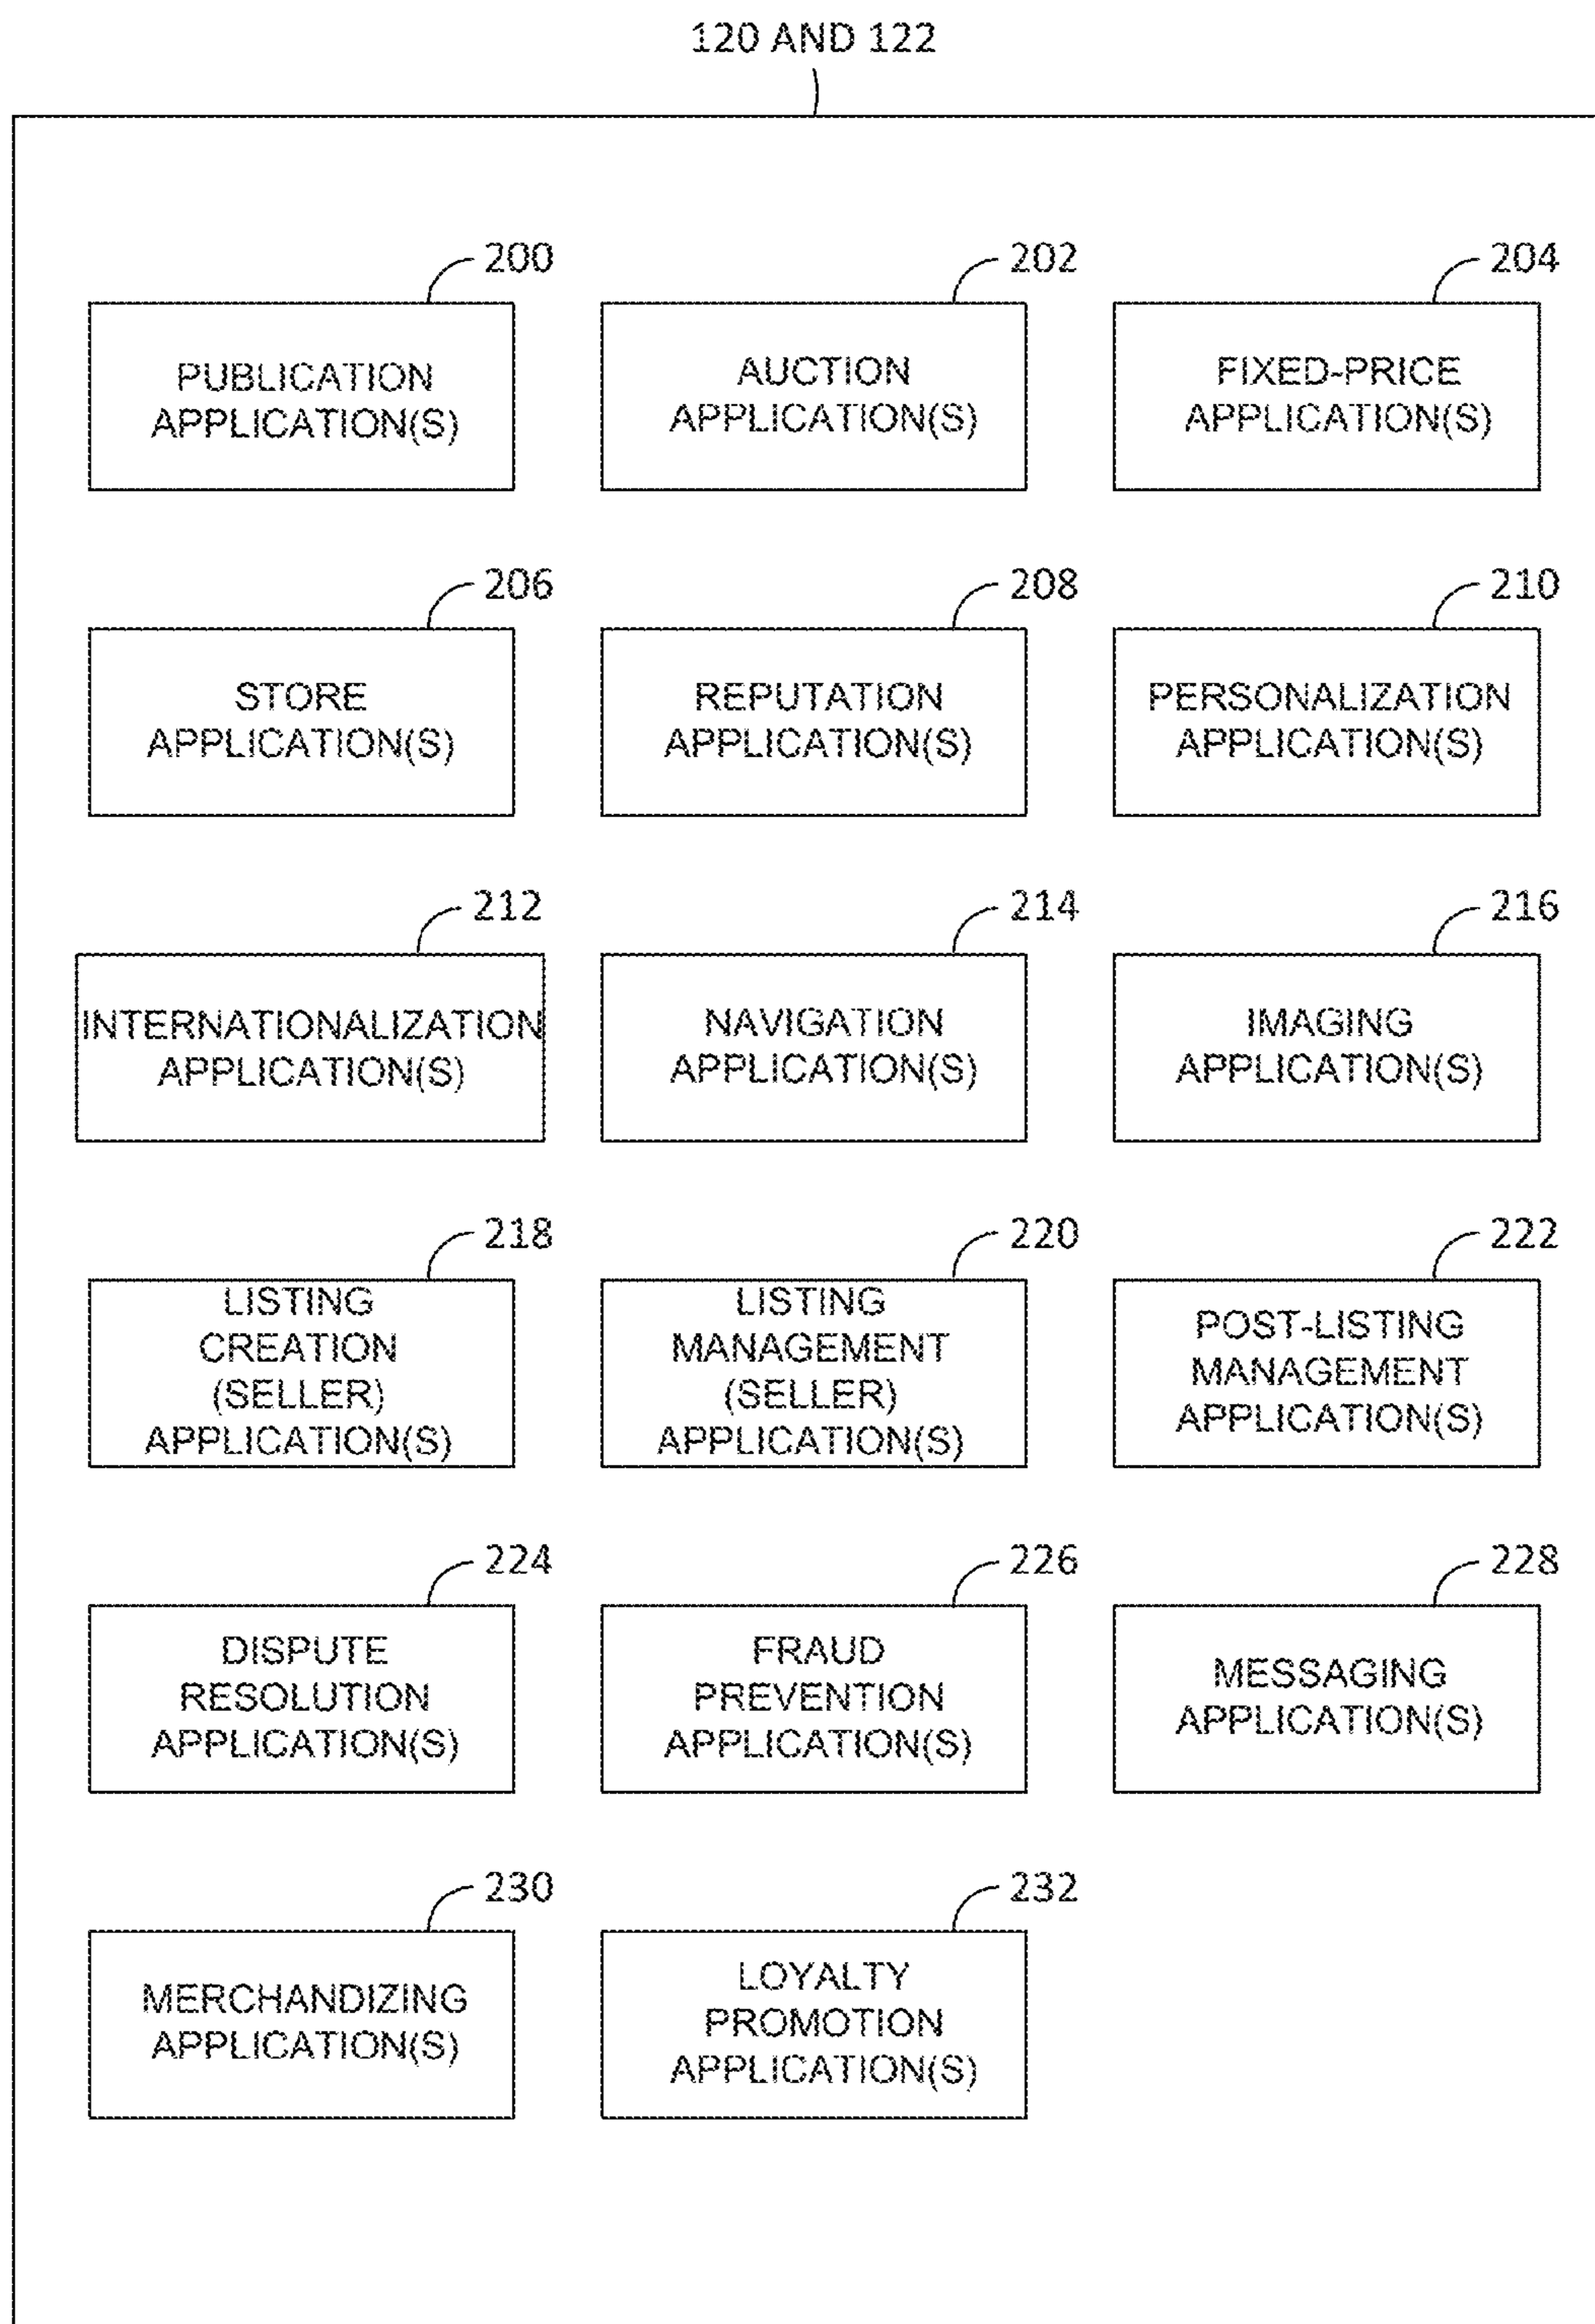 120 AND 122
200
PUBLICATION
APPLICATION(S)
202
AUCTION
APPLICATION(S)
204
FIXED-PRICE
APPLICATION(S)
206
STORE
APPLICATION(S)
208
REPUTATION
APPLICATION(S)
210
PERSONALIZATION
APPLICATION(S)
212
INTERNATIONALIZATION
APPLICATION(S)
214
NAVIGATION
APPLICATION(S)
216
IMAGING
APPLICATION(S)
218
LISTING
CREATION
(SELLER)
APPLICATION(S)
220
LISTING
MANAGEMENT
(SELLER)
APPLICATION(S)
222
POST-LISTING
MANAGEMENT
APPLICATION(S)
224
DISPUTE
RESOLUTION
APPLICATION(S)
226
FRAUD
PREVENTION
APPLICATION(S)
228
MESSAGING
APPLICATION(S)
230
MERCHANDIZING
APPLICATION(S)
232
LOYALTY
PROMOTION
APPLICATION(S)